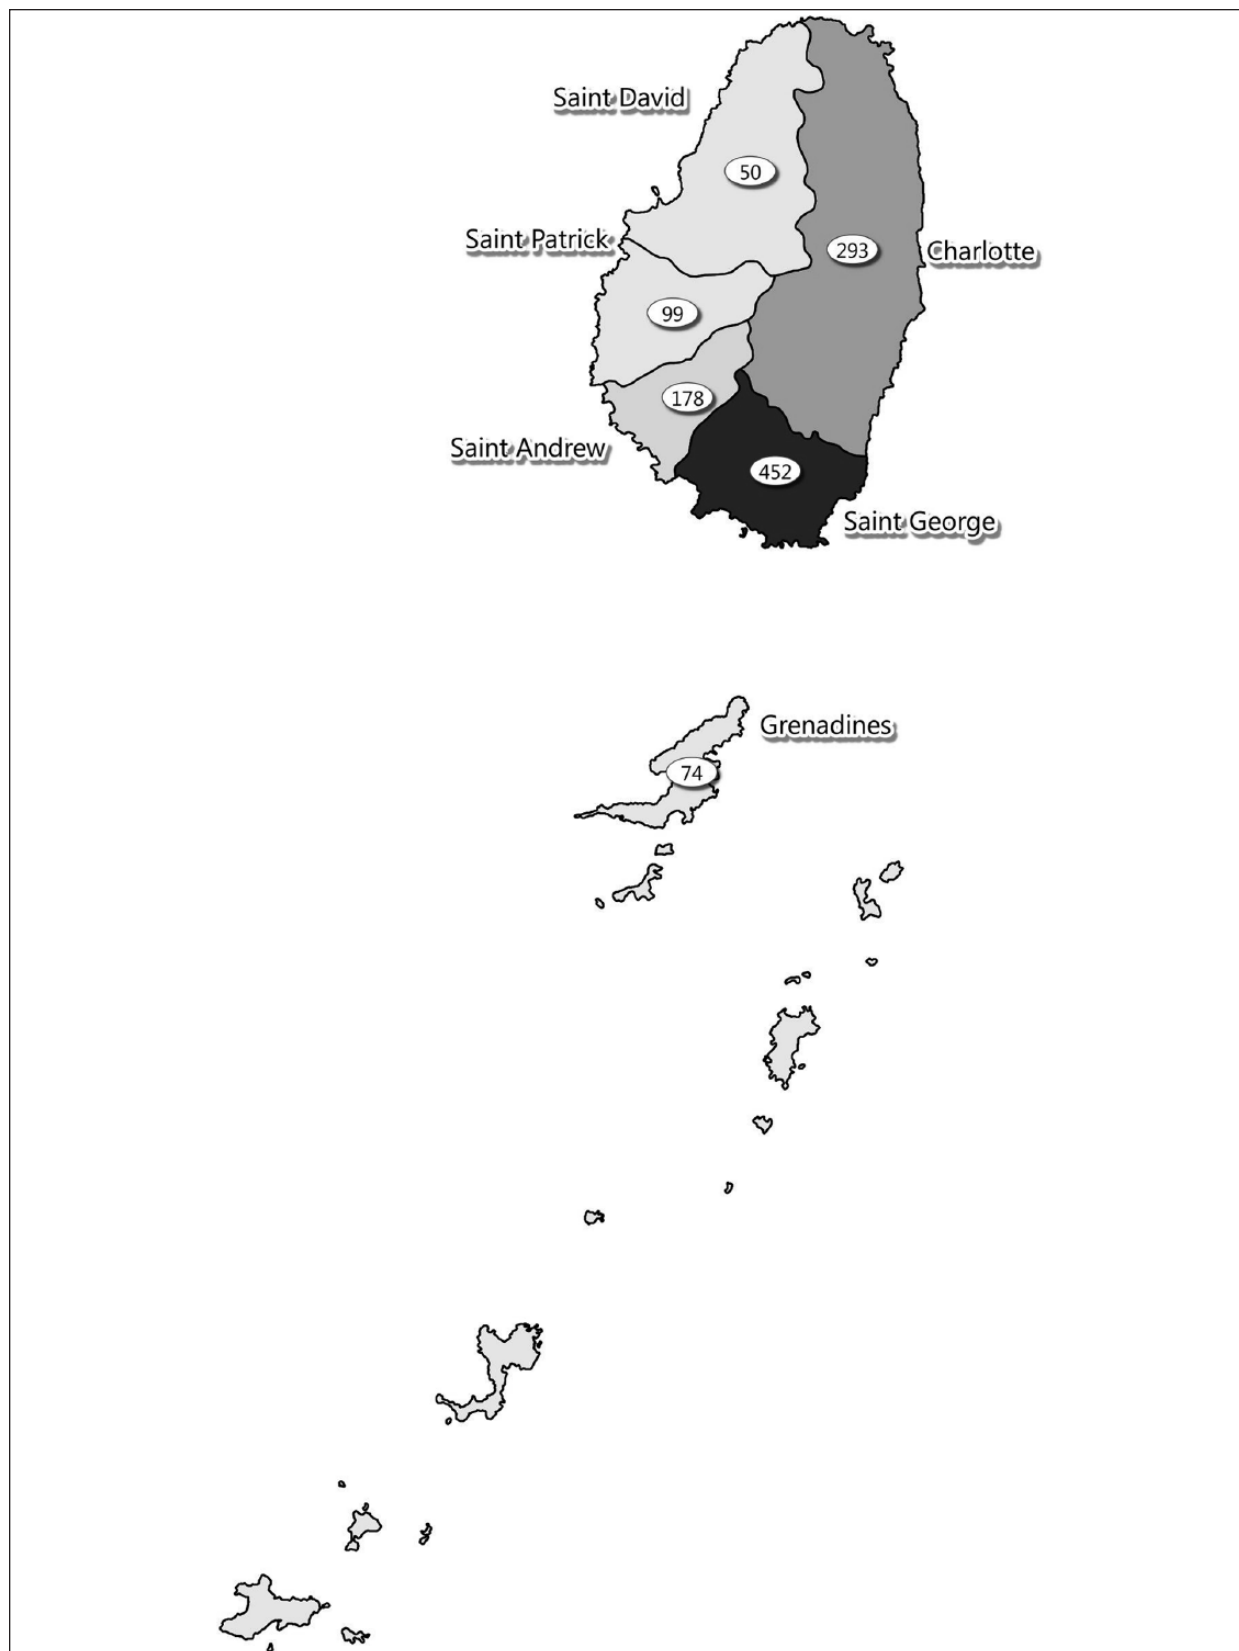 Saint David
50
Saint Patrick
293
Charlotte
99
178
Saint Andrew
452
Saint George
Grenadines
74